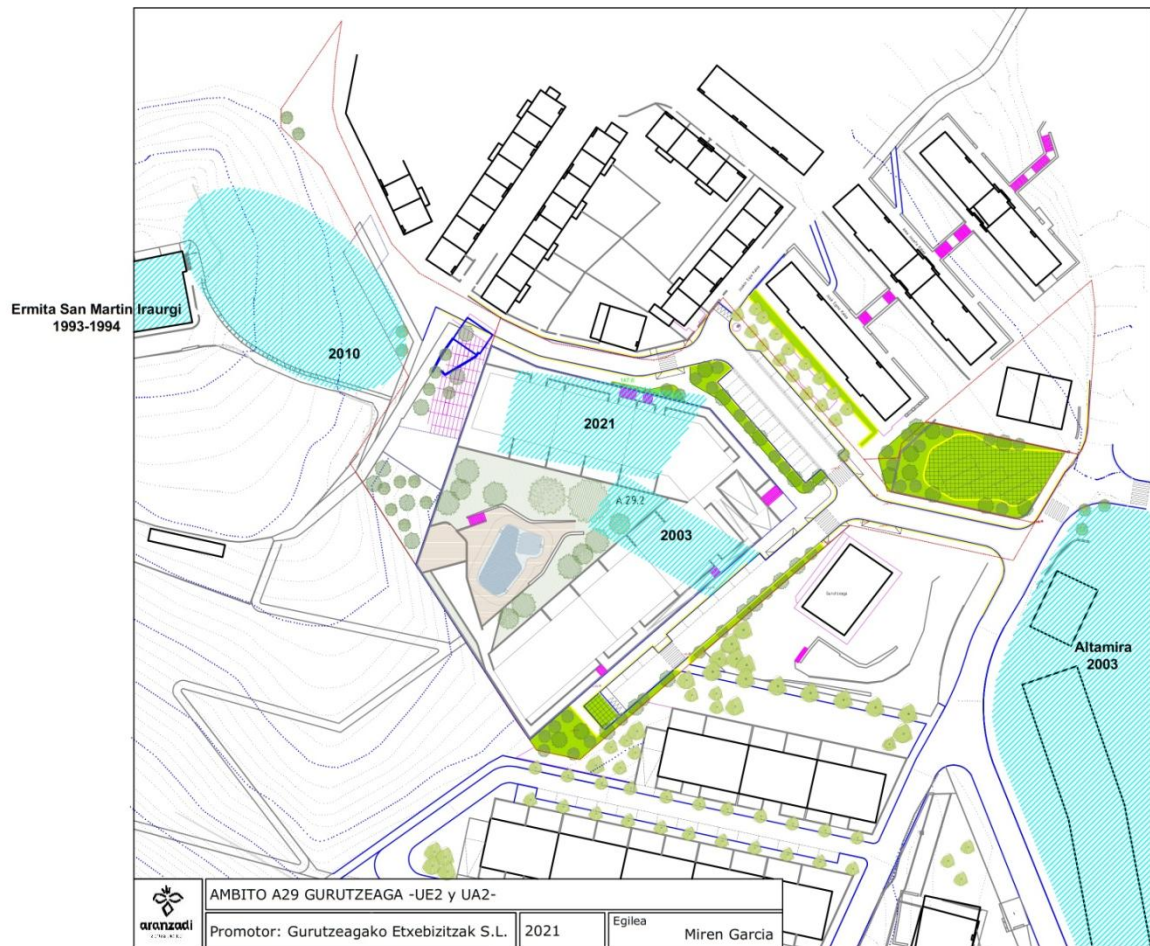 Ermita San Martin Iraurgi
1993-1994
2010
2021
A.29.2
2003
Altamira
2003
aranzadi
AMBITO A29 GURUTZEAGA -UE2 y UA2-
Promotor: Gurutzeagako Etxebizitzak S.L.
2021
Egilea
Miren Garcia